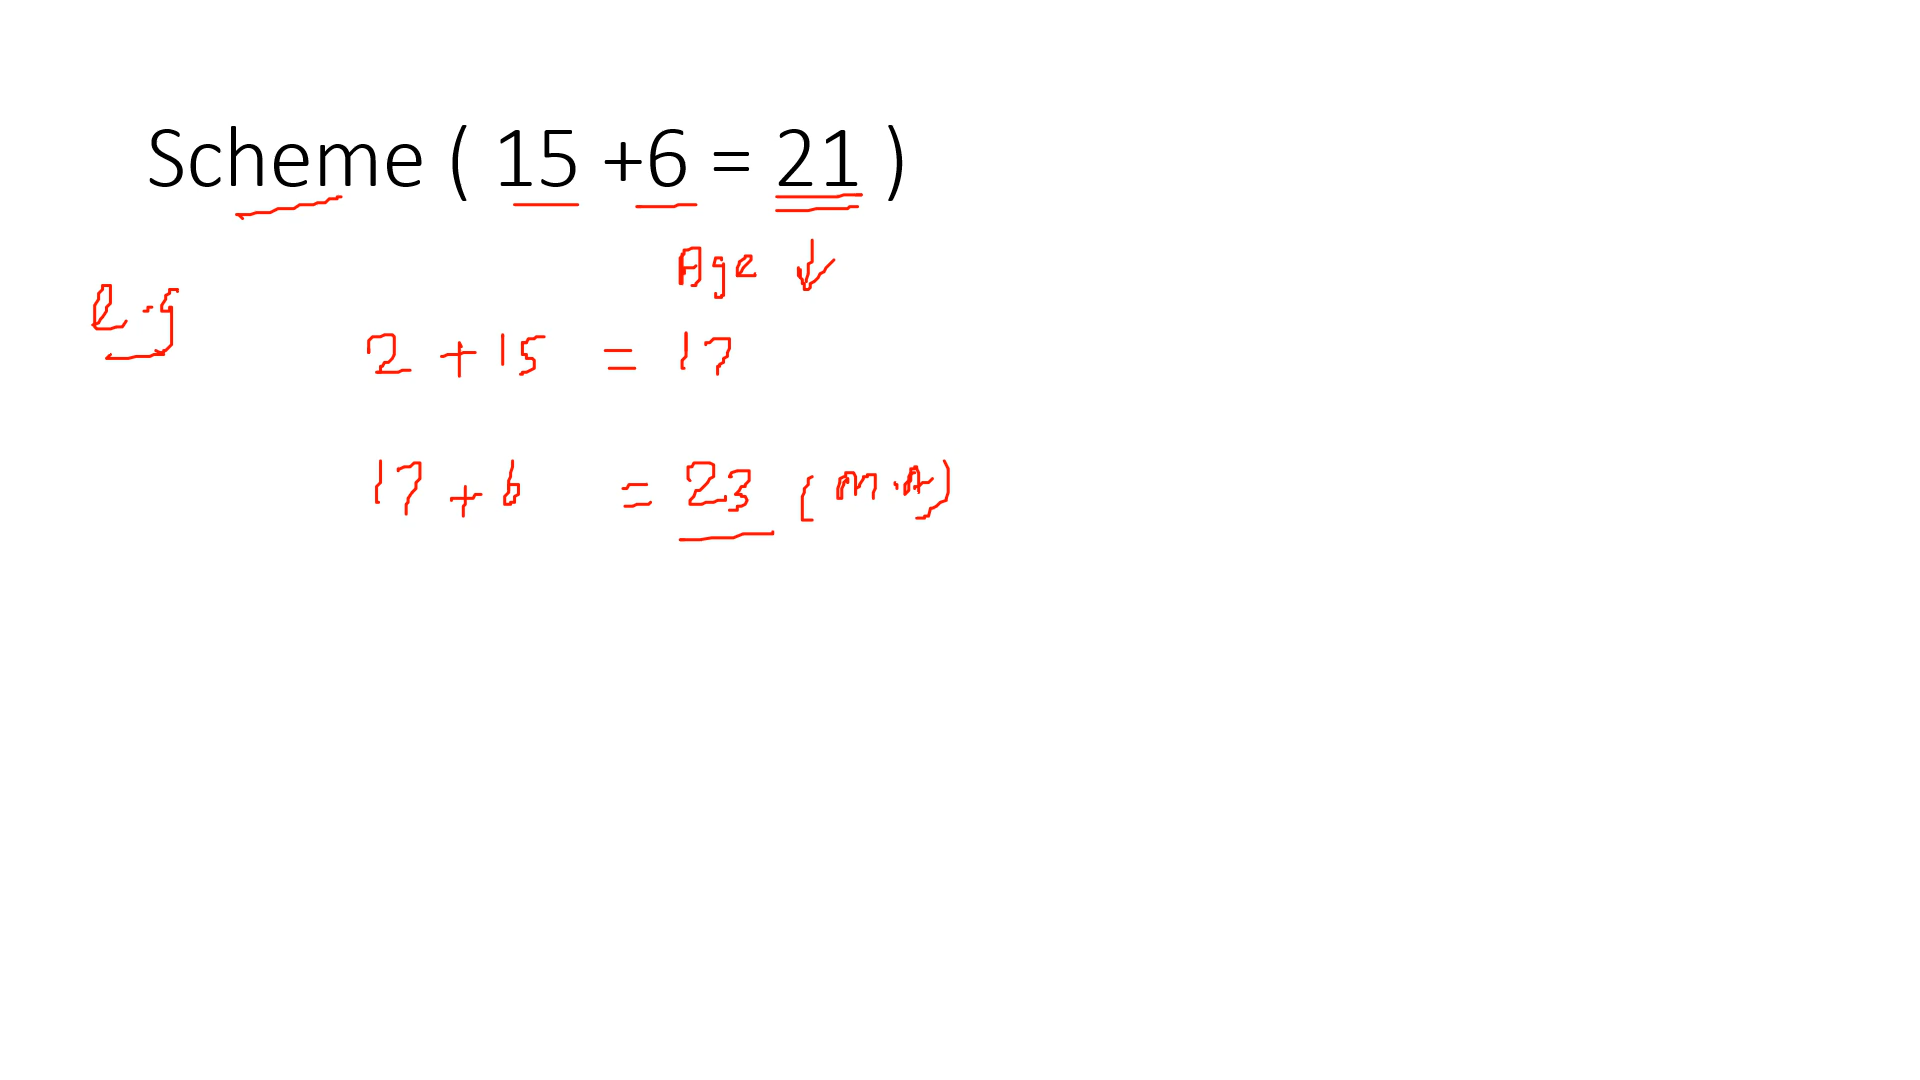 Scheme ( 15 +6 = 21 )
Age ↓
e.g
2 + 15 = 17
17 + 6 = 23 (M.A)